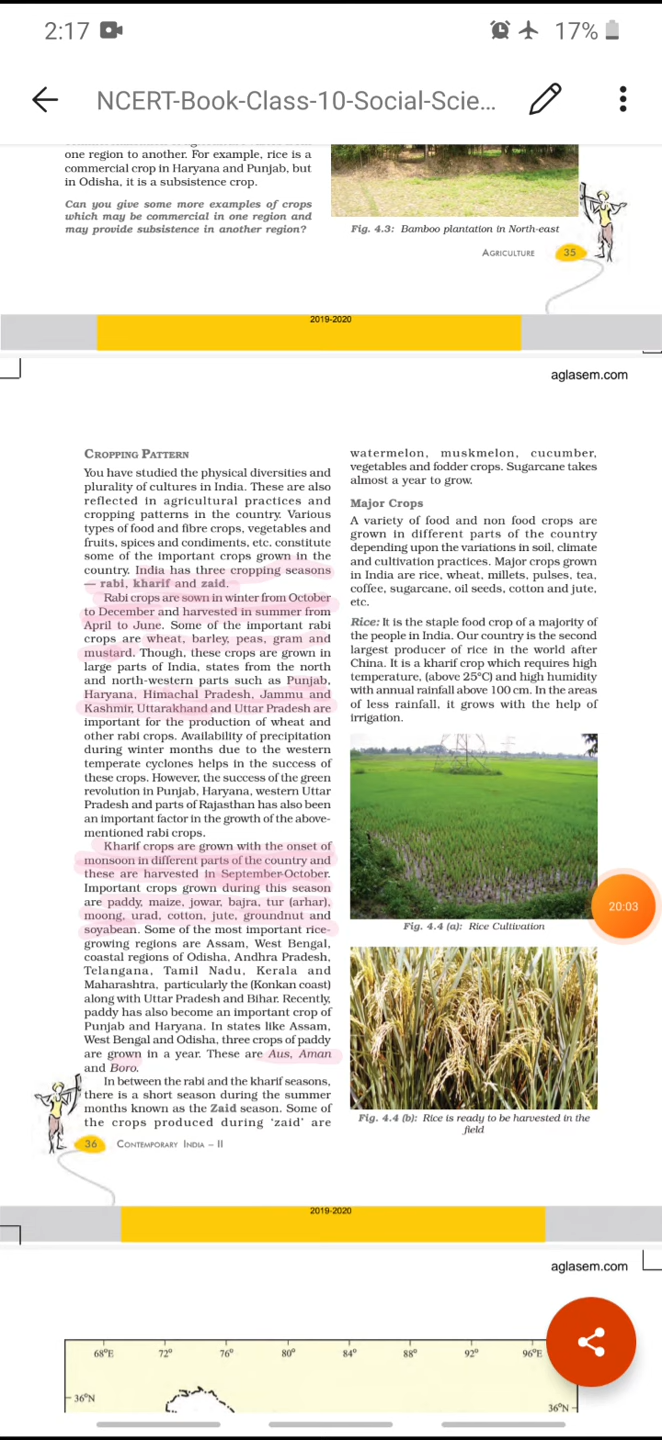 2:17
17%
NCERT-Book-Class-10-Social-Scie...
one region to another. For example, rice is a
commercial crop in Haryana and Punjab, but
in Odisha, it is a subsistence crop.
Can you give some more examples of crops
which may be commercial in one region and
may provide subsistence in another region?
Fig. 4.3: Bamboo plantation in North-east
AGRICULTURE 35
2019-2020
aglasem.com
CROPPING PATTERN
You have studied the physical diversities and
plurality of cultures in India. These are also
reflected in agricultural practices and
cropping patterns in the country. Various
types of food and fibre crops, vegetables and
fruits, spices and condiments, etc. constitute
some of the important crops grown in the
country. India has three cropping seasons
— rabi, kharif and zaid.
Rabi crops are sown in winter from October
to December and harvested in summer from
April to June. Some of the important rabi
crops are wheat, barley, peas, gram and
mustard. Though, these crops are grown in
large parts of India, states from the north
and north-western parts such as Punjab,
Haryana, Himachal Pradesh, Jammu and
Kashmir, Uttarakhand and Uttar Pradesh are
important for the production of wheat and
other rabi crops. Availability of precipitation
during winter months due to the western
temperate cyclones helps in the success of
these crops. However, the success of the green
revolution in Punjab, Haryana, western Uttar
Pradesh and parts of Rajasthan has also been
an important factor in the growth of the above-
mentioned rabi crops.
Kharif crops are grown with the onset of
monsoon in different parts of the country and
these are harvested in September-October.
Important crops grown during this season
are paddy, maize, jowar, bajra, tur (arhar),
moong, urad, cotton, jute, groundnut and
soyabean. Some of the most important rice-
growing regions are Assam, West Bengal,
coastal regions of Odisha, Andhra Pradesh,
Telangana, Tamil Nadu, Kerala and
Maharashtra, particularly the (Konkan coast)
along with Uttar Pradesh and Bihar. Recently,
paddy has also become an important crop of
Punjab and Haryana. In states like Assam,
West Bengal and Odisha, three crops of paddy
are grown in a year. These are Aus, Aman
and Boro.
In between the rabi and the kharif seasons,
there is a short season during the summer
months known as the Zaid season. Some of
the crops produced during 'zaid' are
36 CONTEMPORARY INDIA – II
watermelon, muskmelon, cucumber,
vegetables and fodder crops. Sugarcane takes
almost a year to grow.
Major Crops
A variety of food and non food crops are
grown in different parts of the country
depending upon the variations in soil, climate
and cultivation practices. Major crops grown
in India are rice, wheat, millets, pulses, tea,
coffee, sugarcane, oil seeds, cotton and jute,
etc.
Rice: It is the staple food crop of a majority of
the people in India. Our country is the second
largest producer of rice in the world after
China. It is a kharif crop which requires high
temperature, (above 25°C) and high humidity
with annual rainfall above 100 cm. In the areas
of less rainfall, it grows with the help of
irrigation.
20:03
Fig. 4.4 (a): Rice Cultivation
Fig. 4.4 (b): Rice is ready to be harvested in the
field
2019-2020
aglasem.com
68°E 72° 76° 80° 84° 88° 92° 96°E
36°N 36°N